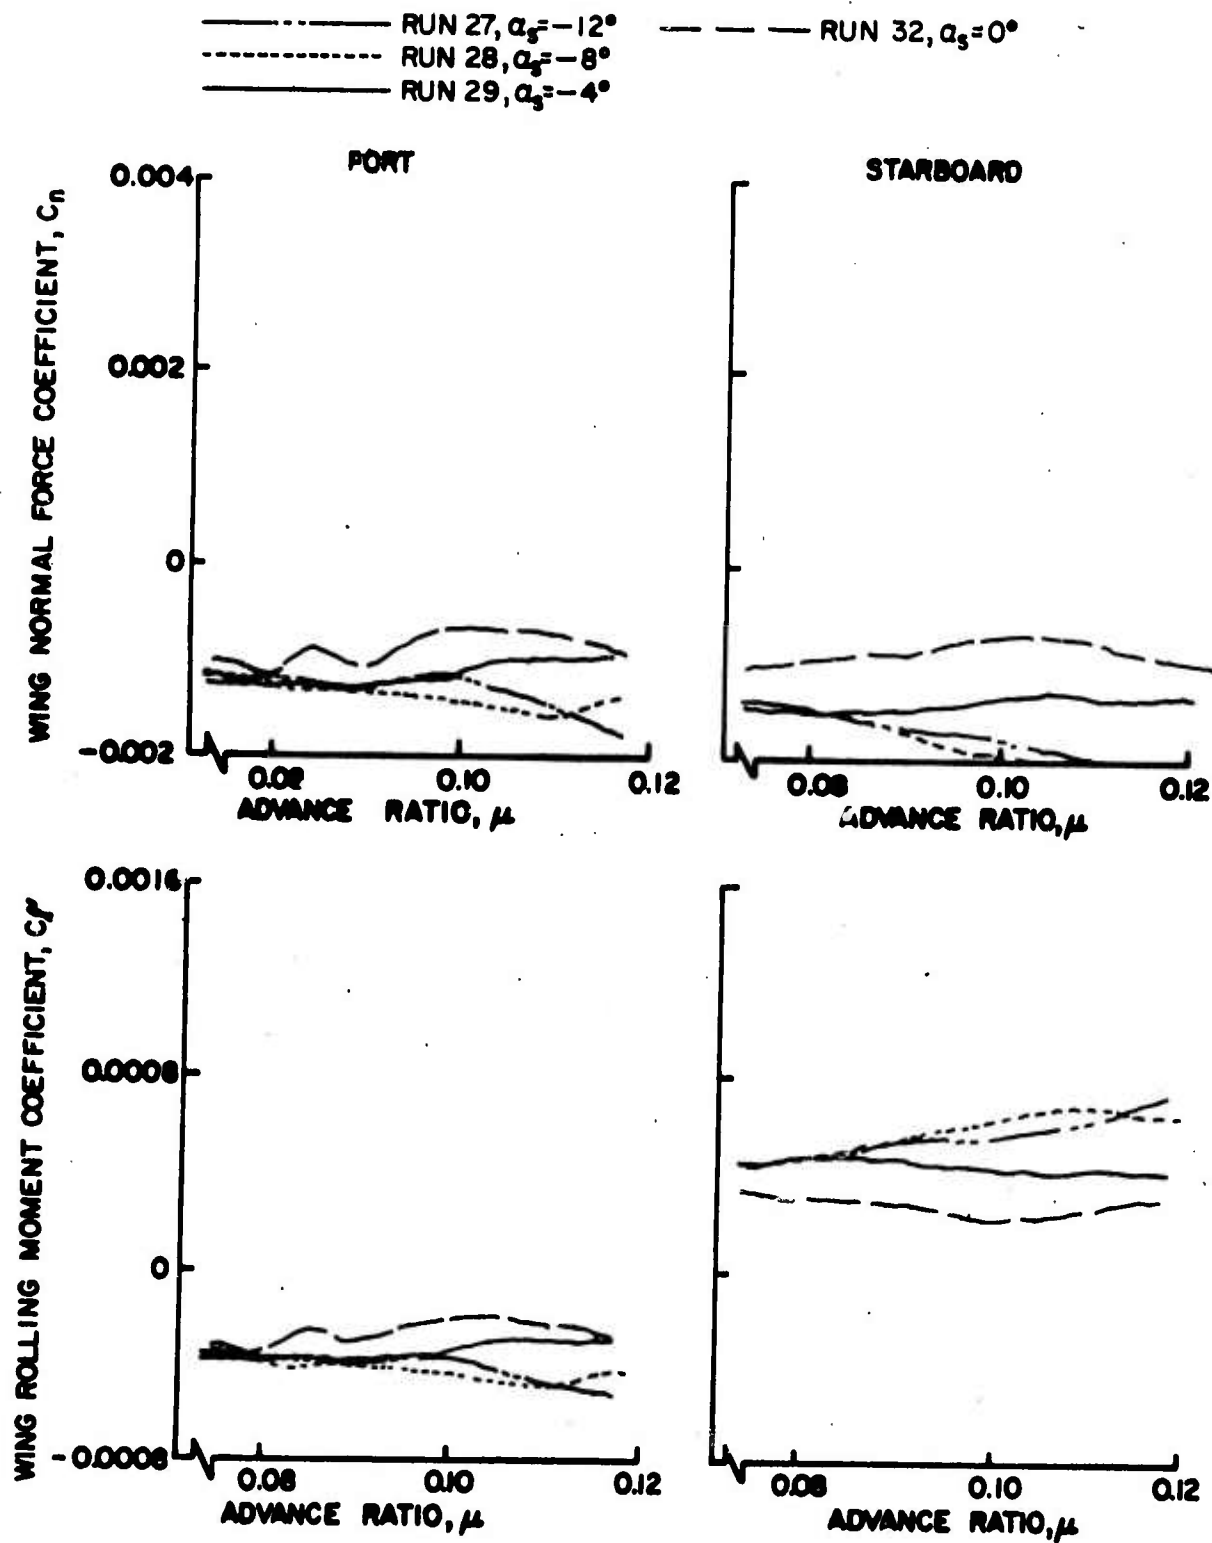 RUN 27, αs=-12°
RUN 32, αs=0°
RUN 28, αs=-8°
RUN 29, αs=-4°
PORT
STARBOARD
WING NORMAL FORCE COEFFICIENT, Cn
0.004
0.002
0
-0.002
0.08
0.10
0.12
ADVANCE RATIO, μ
0.08
0.10
0.12
ADVANCE RATIO, μ
WING ROLLING MOMENT COEFFICIENT,
0.0016
0.0008
0
-0.0008
0.08
0.10
0.12
ADVANCE RATIO, μ
0.08
0.10
0.12
ADVANCE RATIO, μ